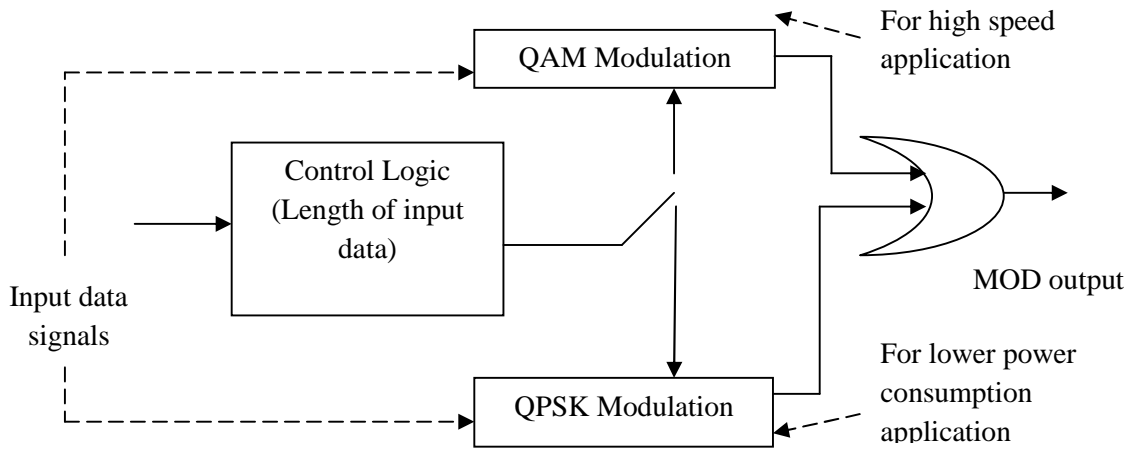 For high speed
application
QAM Modulation
Control Logic
(Length of input
data)
Input data
signals
MOD output
QPSK Modulation
For lower power
consumption
application